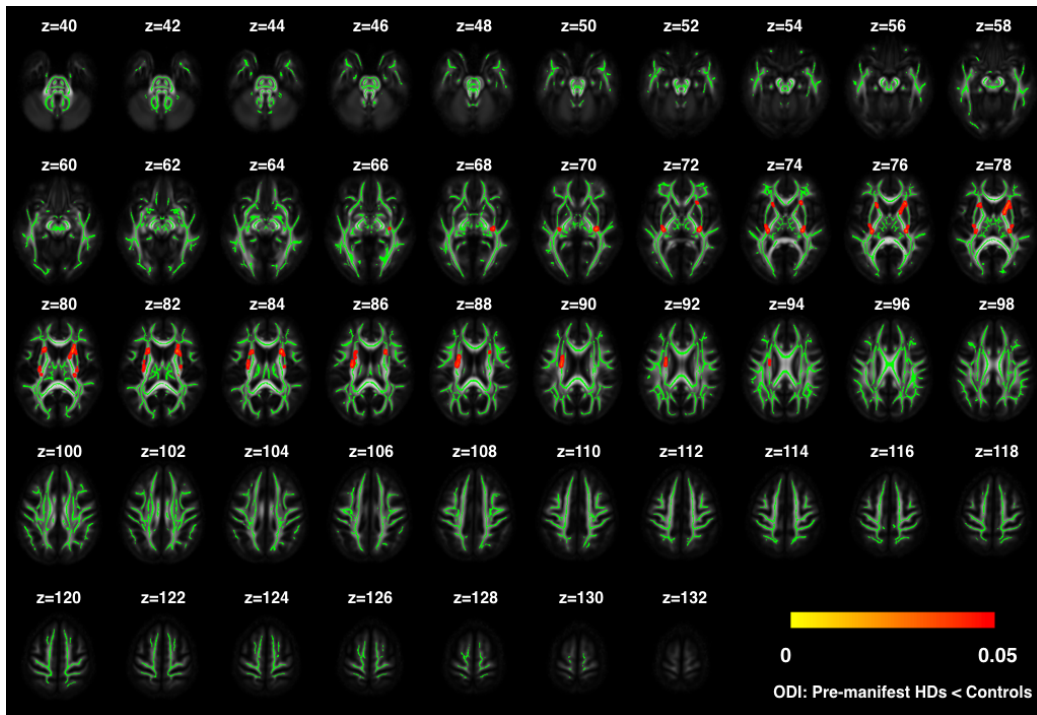 z=40 z=42 z=44 z=46 z=48 z=50 z=52 z=54 z=56 z=58
z=60 z=62 z=64 z=66 z=68 z=70 z=72 z=74 z=76 z=78
z=80 z=82 z=84 z=86 z=88 z=90 z=92 z=94 z=96 z=98
z=100 z=102 z=104 z=106 z=108 z=110 z=112 z=114 z=116 z=118
z=120 z=122 z=124 z=126 z=128 z=130 z=132
0 0.05
ODI: Pre-manifest HDs < Controls